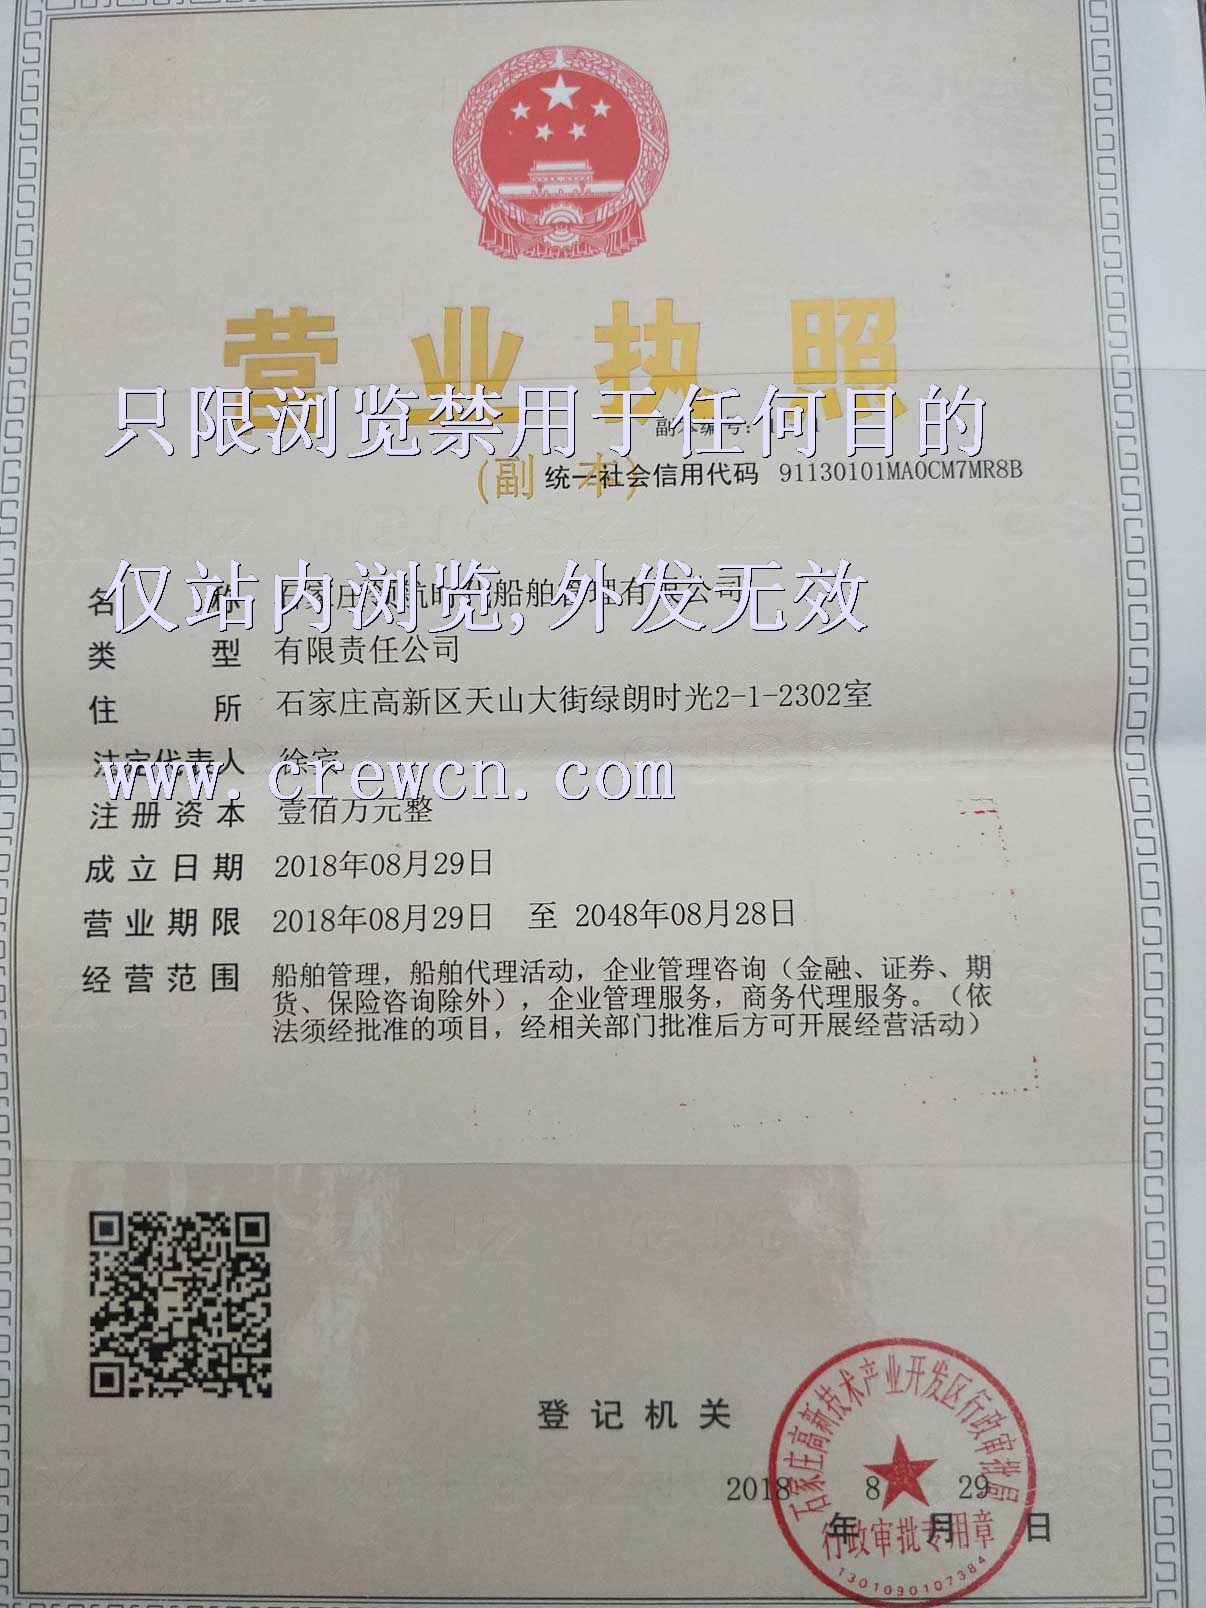 营业执照
只限浏览禁用于任何目的
副本编号：
(副 本)
统一社会信用代码 91130101MA0CM7MR8B
仅站内浏览,外发无效
名 称 石家庄 航时 船舶管理有限公司
类 型 有限责任公司
住 所 石家庄高新区天山大街绿朗时光2-1-2302室
法定代表人 徐
www.crewcn.com
注册资本 壹佰万元整
成立日期 2018年08月29日
营业期限 2018年08月29日 至 2048年08月28日
经营范围 船舶管理，船舶代理活动，企业管理咨询（金融、证券、期
货、保险咨询除外），企业管理服务，商务代理服务。（依
法须经批准的项目，经相关部门批准后方可开展经营活动）
登记机关
石家庄高新技术产业开发区行政审批局
2018 8 29
年 月 日
行政审批专用章
1301090107384